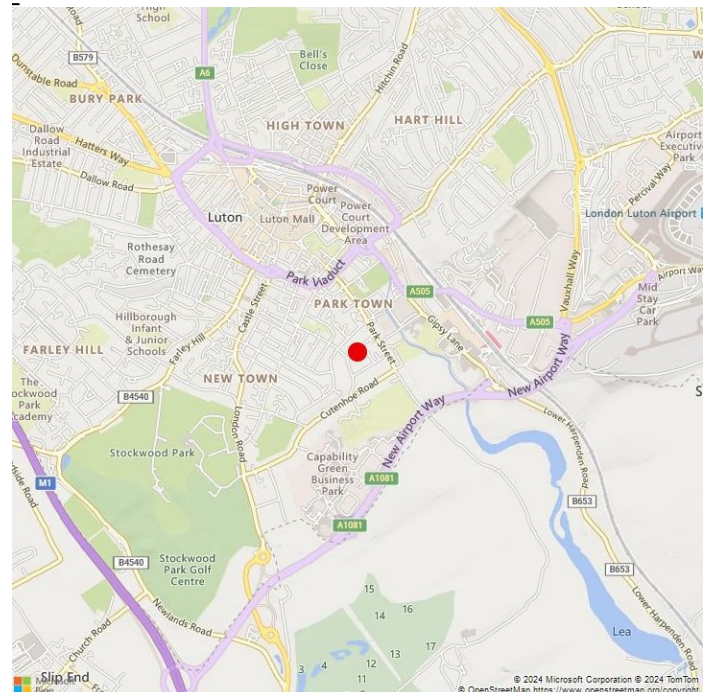 High
School
B579
Dunstable Road
A6
Bell's
Close
Hitchin Road
BURY PARK
HIGH TOWN
HART HILL
Dallow
Road
Industrial
Estate
Hatters Way
Dallow Road
Airport
Executive
Park
Percival Way
Power
Court
Luton
Luton Mall
Power
Court
Development
Area
London Luton Airport
Rothesay
Road
Cemetery
Park Viaduct
Castle Street
Vauxhall Way
Airport Way
Mid
Stay
Car
Park
A505
PARK TOWN
A505
Hillborough
Infant
& Junior
Schools
Farley Hill
Park Street
Gipsy Lane
FARLEY HILL
NEW TOWN
New Airport Way
The
Stockwood
Park
Academy
B4540
Cutenhoe Road
London Road
Lower Harpenden Road
Stockwood Park
Capability
Green
Business
Park
New Airport Way
M1
A1081
A1081
B653
B4540
Stockwood
Park Golf
Centre
B653
Newlands Road
15
14
16
17
Lower Harpenden Road
Church Road
12
13
11
3
4
Lea
Slip End
Microsoft
Bing
© 2024 Microsoft Corporation © 2024 TomTom
© OpenStreetMap https://www.openstreetmap.org/copyright